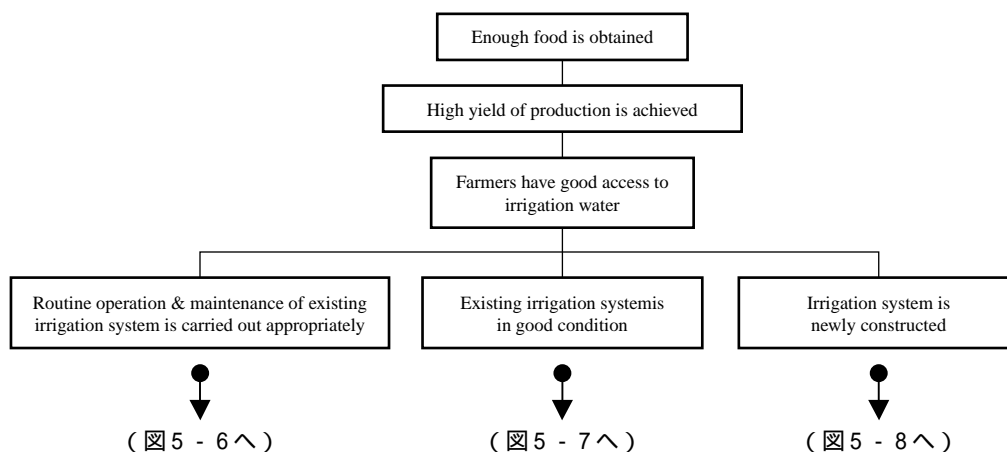 Enough food is obtained
High yield of production is achieved
Farmers have good access to
irrigation water
Routine operation & maintenance of existing
irrigation system is carried out appropriately
Existing irrigation systemis
in good condition
Irrigation system is
newly constructed
(図5-6へ)
(図5-7へ)
(図5-8へ)